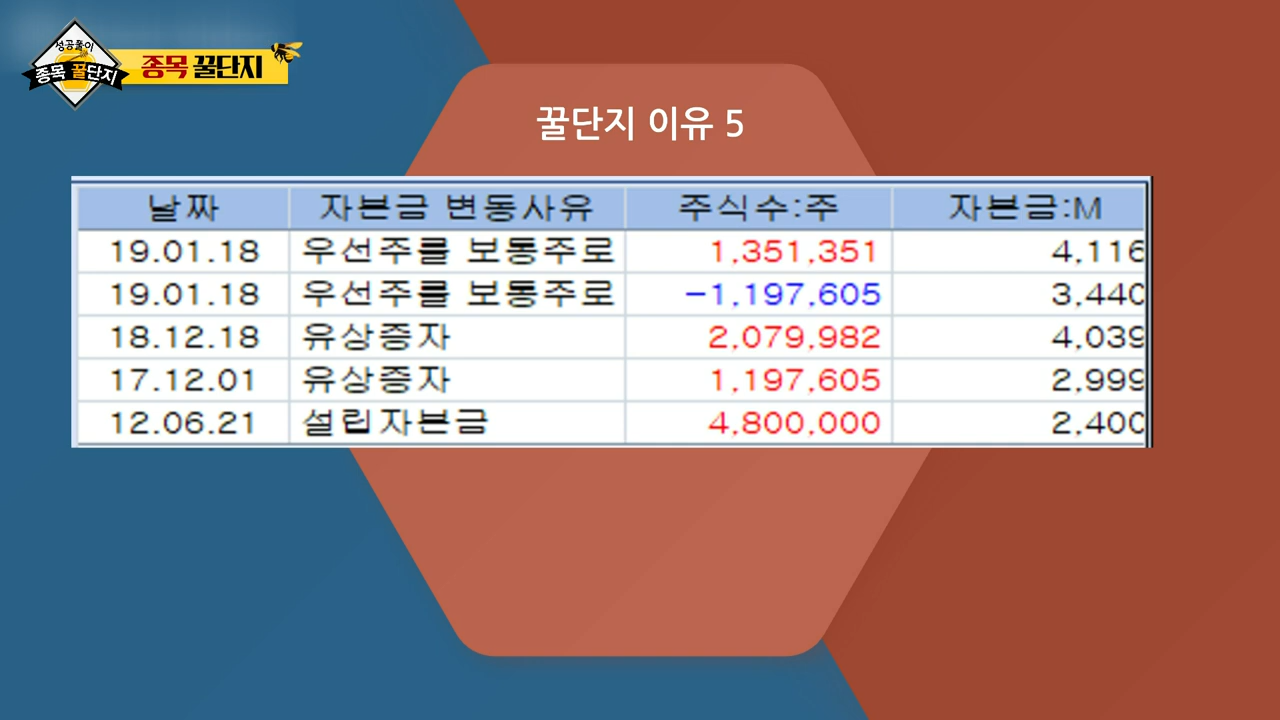 성공풀이
종목 꿀단지
종목 꿀단지
꿀단지 이유 5
날짜 자본금 변동사유 주식수:주 자본금:M
19.01.18 우선주를 보통주로 1,351,351 4,116
19.01.18 우선주를 보통주로 -1,197,605 3,440
18.12.18 유상증자 2,079,982 4,039
17.12.01 유상증자 1,197,605 2,999
12.06.21 설립자본금 4,800,000 2,400